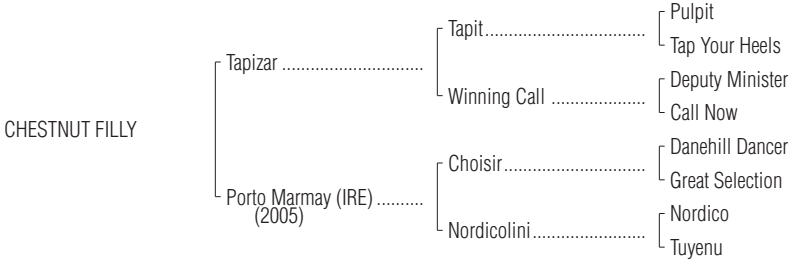 Pulpit
Tapit..................................
Tap Your Heels
Tapizar ..............................
Deputy Minister
Winning Call ....................
Call Now
CHESTNUT FILLY
Danehill Dancer
Choisir..............................
Great Selection
Porto Marmay (IRE) ..........
(2005)
Nordico
Nordicolini........................
Tuyenu